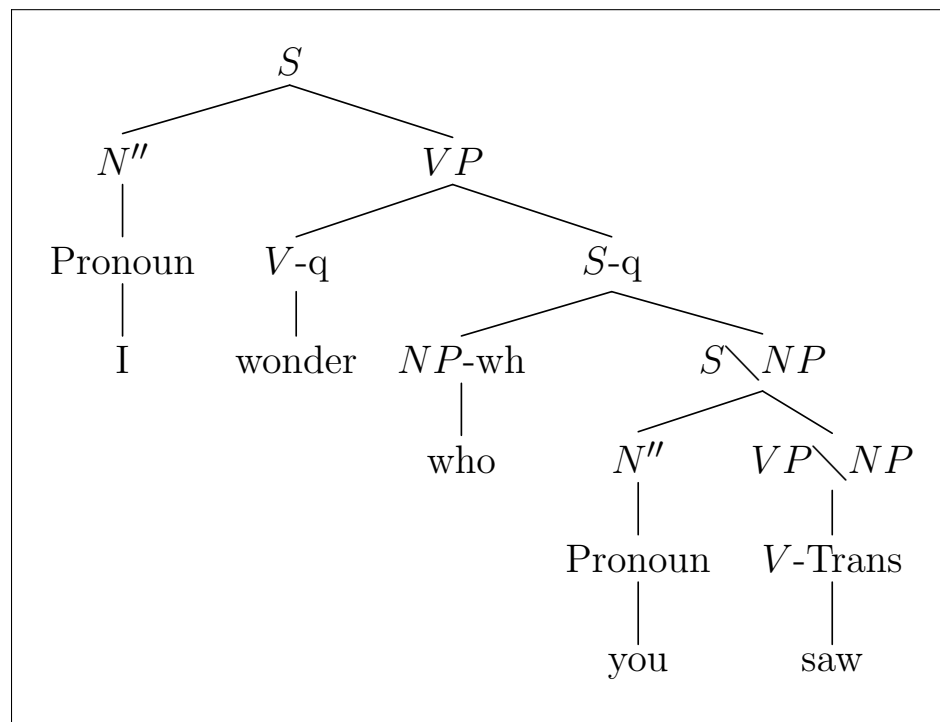 S
N″ VP
Pronoun V-q S-q
I wonder NP-wh S\NP
who N″ VP\NP
Pronoun V-Trans
you saw